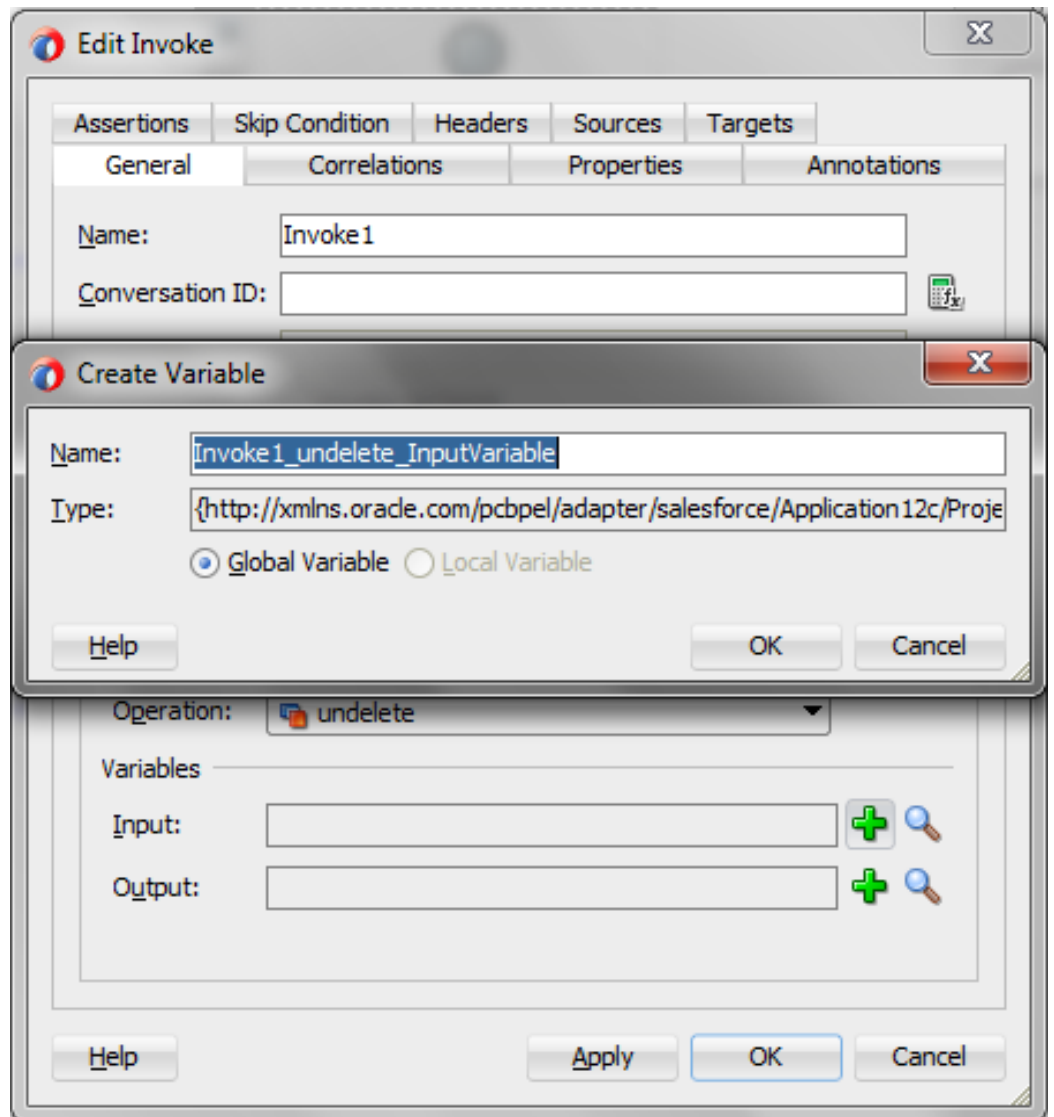 Edit Invoke
Assertions Skip Condition Headers Sources Targets
General Correlations Properties Annotations
Name: Invoke1
Conversation ID:
Create Variable
Name: Invoke1_undelete_InputVariable
Type: {http://xmlns.oracle.com/pcbpel/adapter/salesforce/Application12c/Proje
Global Variable Local Variable
Help OK Cancel
Operation: undelete
Variables
Input:
Output:
Help Apply OK Cancel